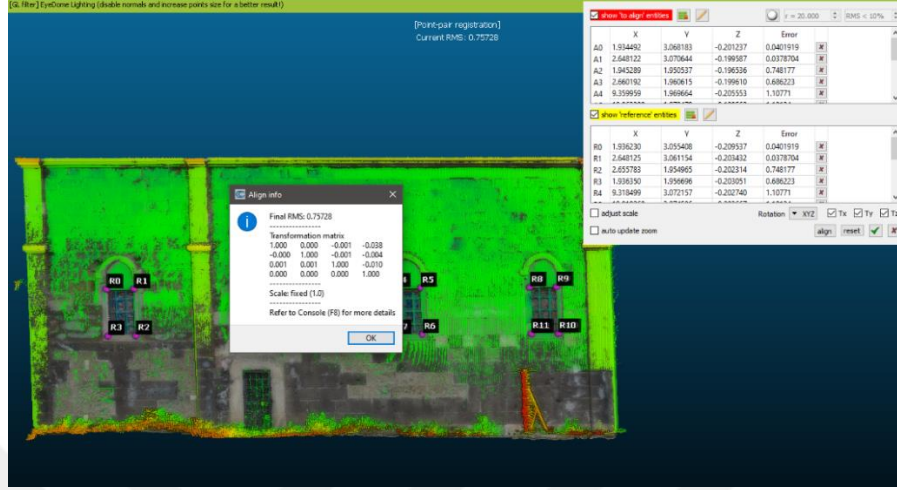 [GL filter] EyeDome Lighting (disable normals and increase points size for a better result!)
[Point-pair registration]
Current RMS: 0.75728
show 'to align' entities
r = 20.000
RMS < 10%
X Y Z Error
A0 1.934492 3.068183 -0.201237 0.0401919
A1 2.648122 3.070644 -0.199587 0.0378704
A2 1.945289 1.950537 -0.196536 0.748177
A3 2.660192 1.960615 -0.199610 0.686223
A4 9.359959 1.969664 -0.205553 1.10771
show 'reference' entities
X Y Z Error
R0 1.936230 3.055408 -0.209537 0.0401919
R1 2.648125 3.061154 -0.203432 0.0378704
R2 2.655783 1.954965 -0.202314 0.748177
R3 1.936350 1.956696 -0.203051 0.686223
R4 9.318499 3.072157 -0.202740 1.10771
adjust scale
Rotation XYZ Tx Ty Tz
auto update zoom
align reset
Align info
Final RMS: 0.75728
----------------
Transformation matrix
1.000 0.000 -0.001 -0.038
-0.000 1.000 -0.001 -0.004
0.001 0.001 1.000 -0.010
0.000 0.000 0.000 1.000
----------------
Scale: fixed (1.0)
----------------
Refer to Console (F8) for more details
OK
R0 R1 R5 R8 R9
R3 R2 R6 R11 R10